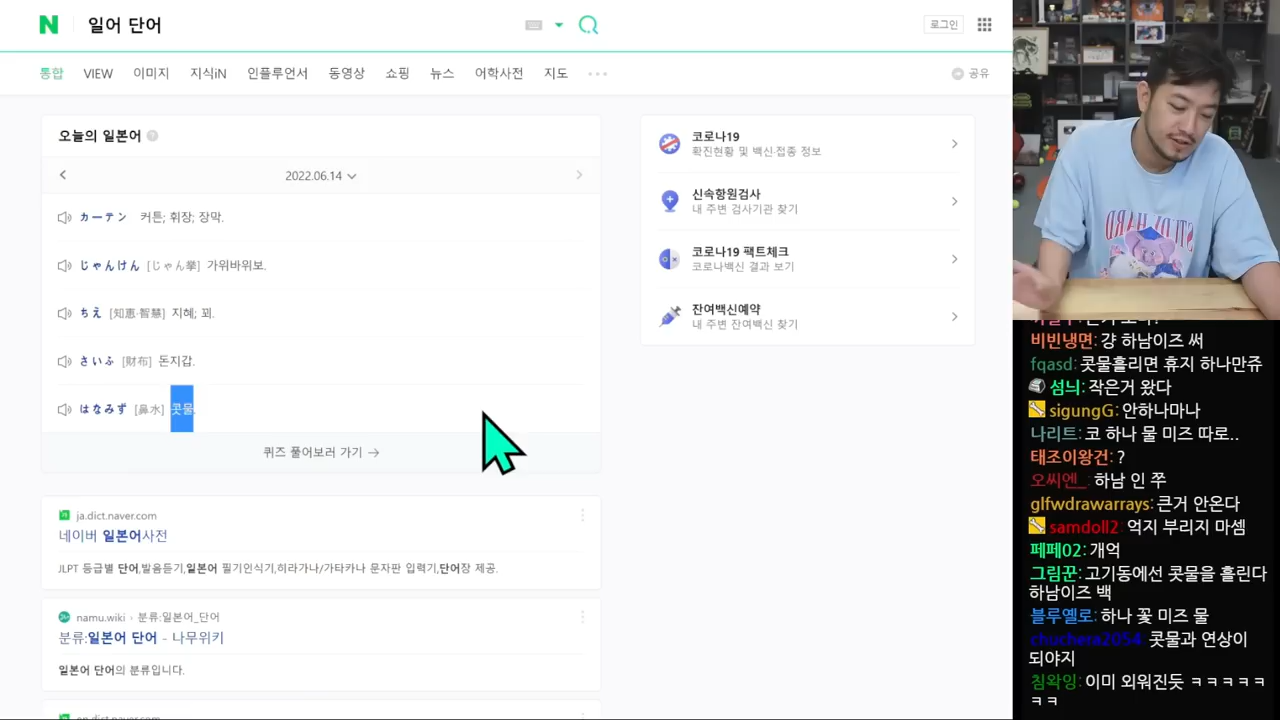 N 일어 단어
로그인
통합 VIEW 이미지 지식iN 인플루언서 동영상 쇼핑 뉴스 어학사전 지도
공유
오늘의 일본어
2022.06.14
カーテン 커튼; 휘장; 장막.
じゃんけん [じゃん拳] 가위바위보.
ちえ [知恵·智慧] 지혜; 꾀.
さいふ [財布] 돈지갑.
はなみず [鼻水] 콧물.
퀴즈 풀어보러 가기 →
ja.dict.naver.com
네이버 일본어사전
JLPT 등급별 단어,발음듣기,일본어 필기인식기,히라가나/가타카나 문자판 입력기,단어장 제공.
namu.wiki › 분류:일본어_단어
분류:일본어 단어 - 나무위키
일본어 단어의 분류입니다.
en.dict.naver.com
코로나19
확진현황 및 백신·접종 정보
신속항원검사
내 주변 검사기관 찾기
코로나19 팩트체크
코로나백신 결과 보기
잔여백신예약
내 주변 잔여백신 찾기
STUDY HARD
비빈냉면: 걍 하남이즈 써
fqasd: 콧물흘리면 휴지 하나만쥬
섬늬: 작은거 왔다
sigungG: 안하나마나
나리트: 코 하나 물 미즈 따로..
태조이왕건: ?
오씨엔_: 하남 인 쭈
glfwdrawarrays: 큰거 안온다
samdoll2: 억지 부리지 마셈
페페02: 개억
그림꾼: 고기동에선 콧물을 흘린다
하남이즈 백
블루옐로: 하나 꽃 미즈 물
chuchera2054: 콧물과 연상이
되야지
침왁잉: 이미 외워진듯 ㅋㅋㅋㅋㅋ
ㅋㅋ